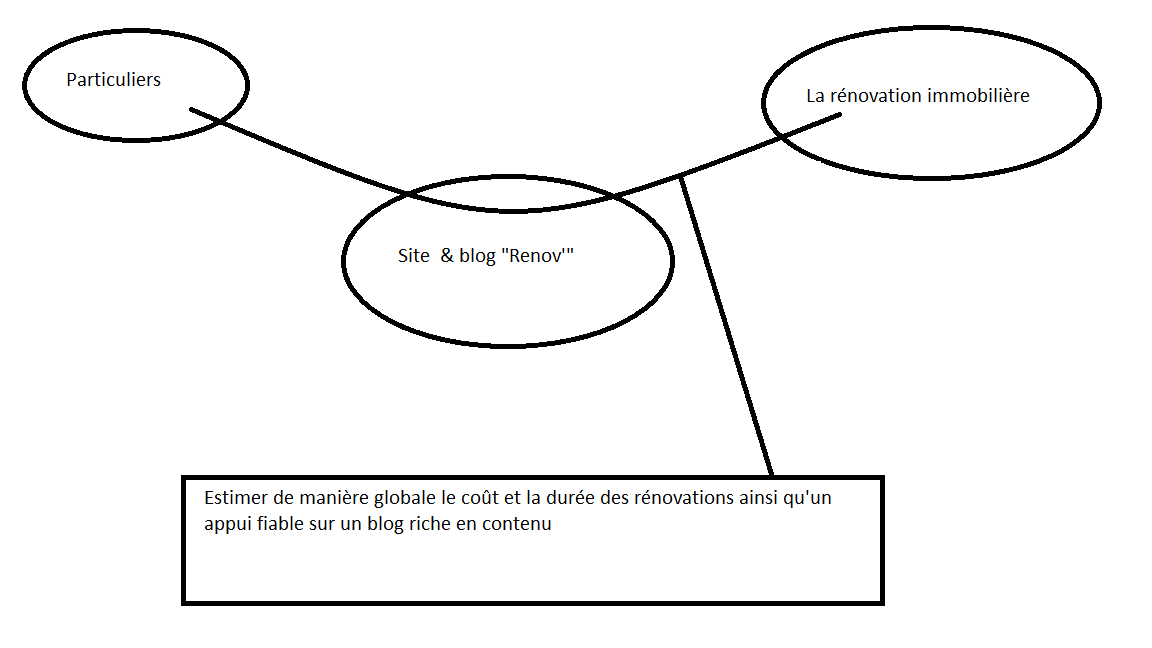 Particuliers
La rénovation immobilière
Site & blog "Renov'"
Estimer de manière globale le coût et la durée des rénovations ainsi qu'un
appui fiable sur un blog riche en contenu